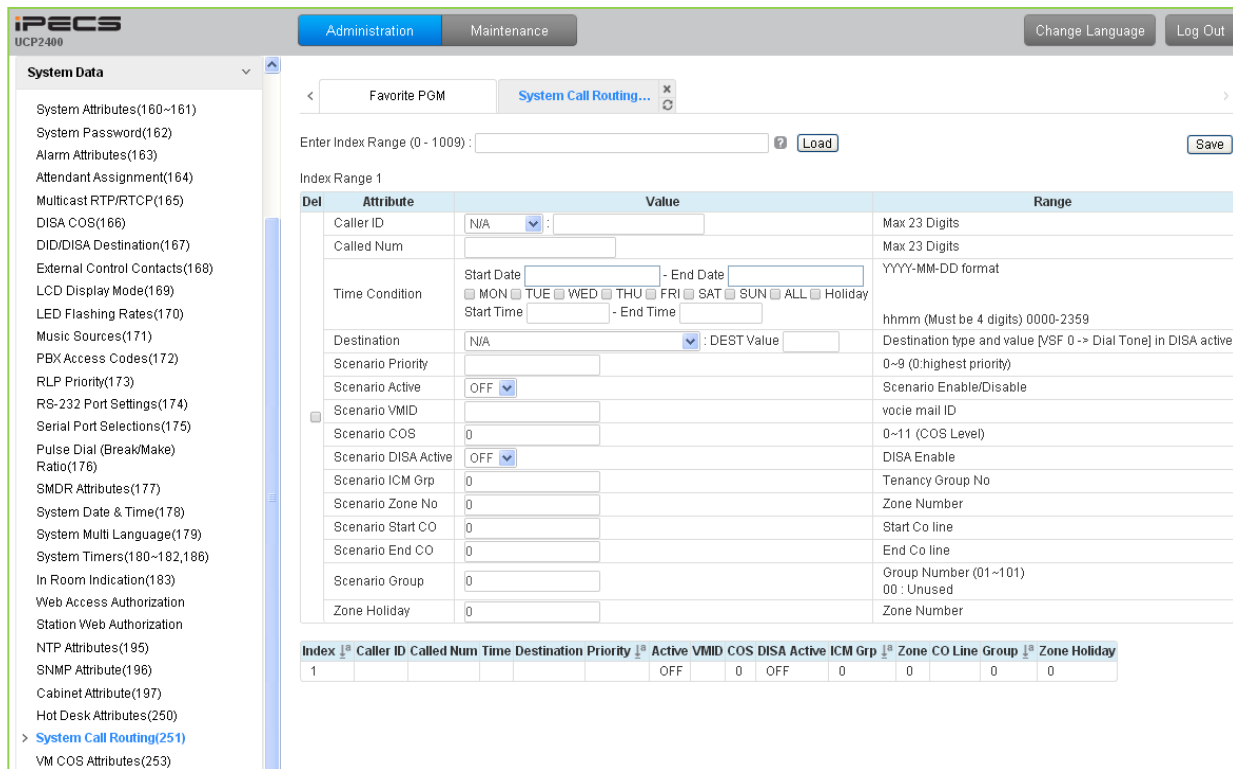 iPECS
UCP2400
Administration
Maintenance
Change Language
Log Out
System Data
System Attributes(160~161)
System Password(162)
Alarm Attributes(163)
Attendant Assignment(164)
Multicast RTP/RTCP(165)
DISA COS(166)
DID/DISA Destination(167)
External Control Contacts(168)
LCD Display Mode(169)
LED Flashing Rates(170)
Music Sources(171)
PBX Access Codes(172)
RLP Priority(173)
RS-232 Port Settings(174)
Serial Port Selections(175)
Pulse Dial (Break/Make)
Ratio(176)
SMDR Attributes(177)
System Date & Time(178)
System Multi Language(179)
System Timers(180~182,186)
In Room Indication(183)
Web Access Authorization
Station Web Authorization
NTP Attributes(195)
SNMP Attribute(196)
Cabinet Attribute(197)
Hot Desk Attributes(250)
> System Call Routing(251)
VM COS Attributes(253)
< Favorite PGM System Call Routing... x >
Enter Index Range (0 - 1009) : ? Load Save
Index Range 1
Del Attribute Value Range
Caller ID N/A : Max 23 Digits
Called Num Max 23 Digits
Time Condition
Start Date - End Date YYYY-MM-DD format
MON TUE WED THU FRI SAT SUN ALL Holiday
Start Time - End Time hhmm (Must be 4 digits) 0000-2359
Destination N/A : DEST Value Destination type and value [VSF 0 -> Dial Tone] in DISA active
Scenario Priority 0~9 (0:highest priority)
Scenario Active OFF Scenario Enable/Disable
Scenario VMID vocie mail ID
Scenario COS 0 0~11 (COS Level)
Scenario DISA Active OFF DISA Enable
Scenario ICM Grp 0 Tenancy Group No
Scenario Zone No 0 Zone Number
Scenario Start CO 0 Start Co line
Scenario End CO 0 End Co line
Scenario Group 0 Group Number (01~101)
00 : Unused
Zone Holiday 0 Zone Number
Index Caller ID Called Num Time Destination Priority Active VMID COS DISA Active ICM Grp Zone CO Line Group Zone Holiday
1 OFF 0 OFF 0 0 0 0